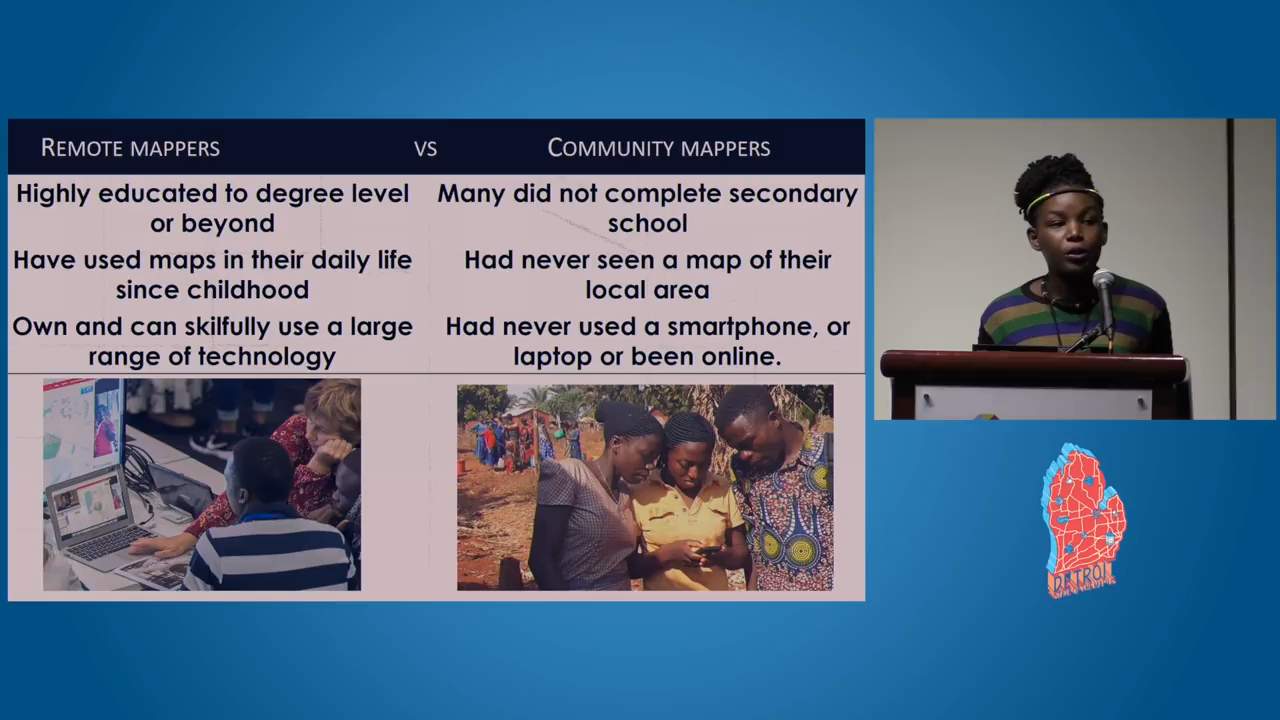 REMOTE MAPPERS VS COMMUNITY MAPPERS
Highly educated to degree level
or beyond
Many did not complete secondary
school
Have used maps in their daily life
since childhood
Had never seen a map of their
local area
Own and can skilfully use a large
range of technology
Had never used a smartphone, or
laptop or been online.
DETROIT